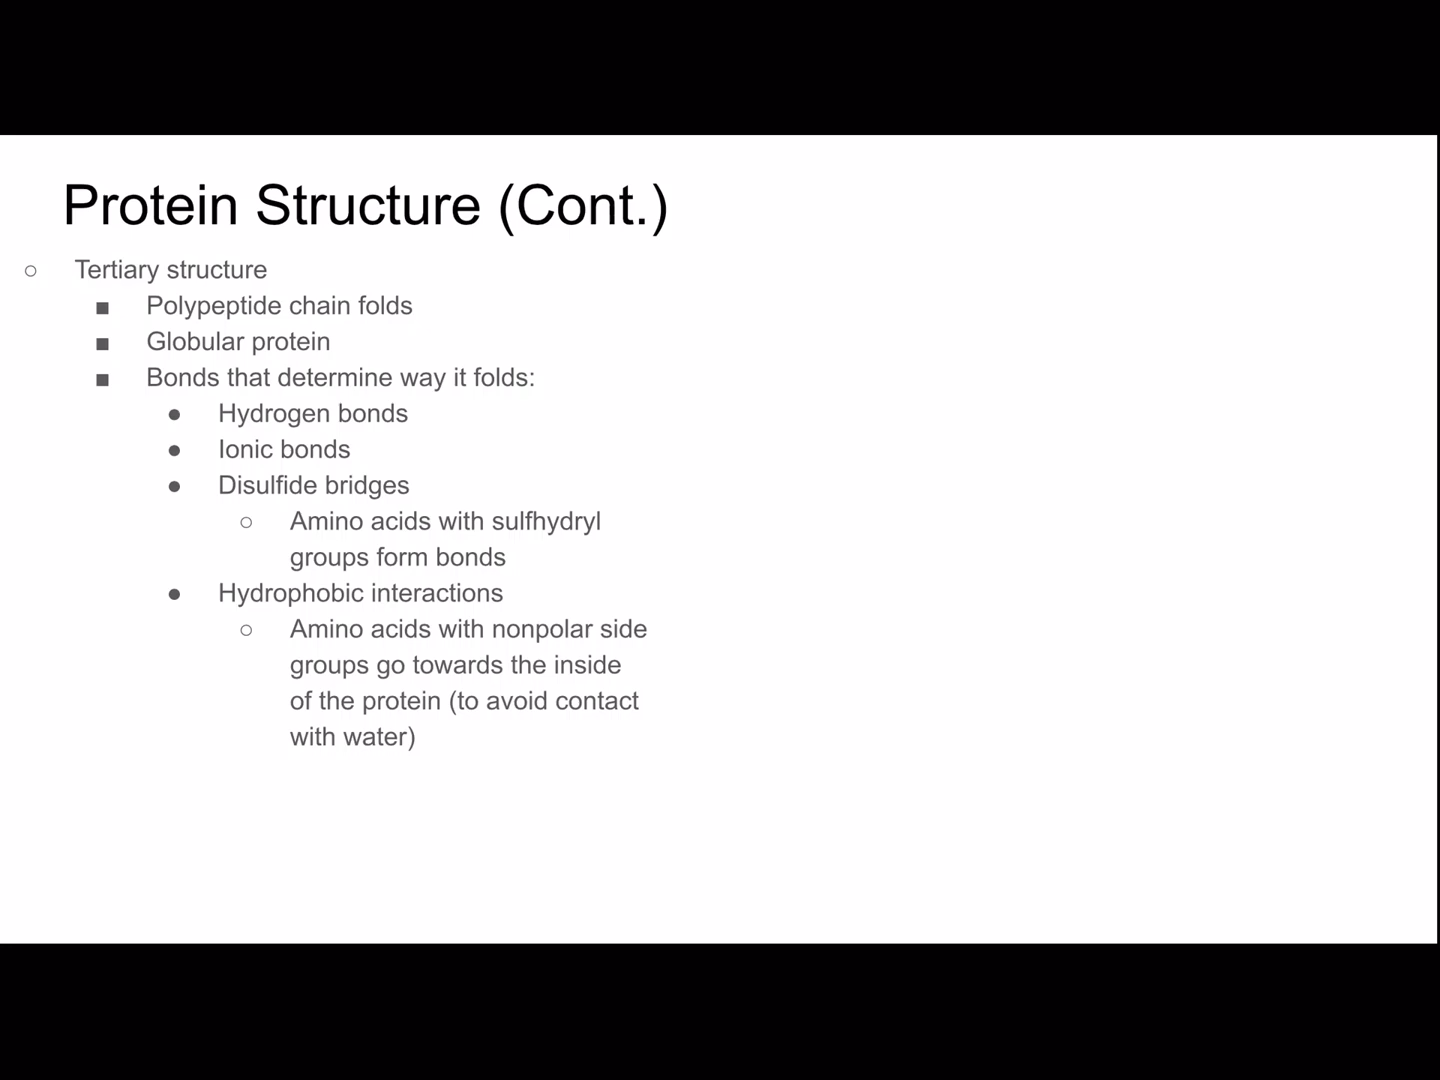 Protein Structure (Cont.)
○ Tertiary structure
■ Polypeptide chain folds
■ Globular protein
■ Bonds that determine way it folds:
● Hydrogen bonds
● Ionic bonds
● Disulfide bridges
○ Amino acids with sulfhydryl
groups form bonds
● Hydrophobic interactions
○ Amino acids with nonpolar side
groups go towards the inside
of the protein (to avoid contact
with water)